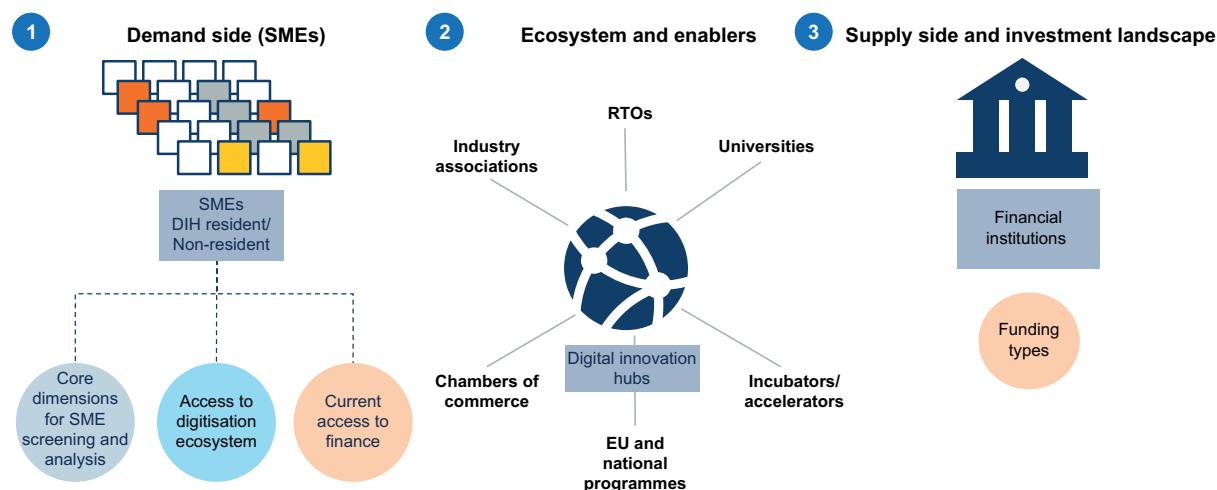 1
Demand side (SMEs)
SMEs
DIH resident/
Non-resident
Core
dimensions
for SME
screening and
analysis
Access to
digitisation
ecosystem
Current
access to
finance
2
Ecosystem and enablers
RTOs
Industry
associations
Universities
Digital innovation
hubs
Chambers of
commerce
Incubators/
accelerators
EU and
national
programmes
3
Supply side and investment landscape
Financial
institutions
Funding
types